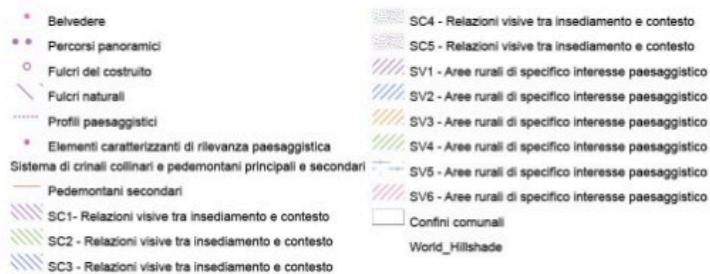 Belvedere
Percorsi panoramici
Fulcri del costruito
Fulcri naturali
Profili paesaggistici
Elementi caratterizzanti di rilevanza paesaggistica
Sistema di crinali collinari e pedemontani principali e secondari
Pedemontani secondari
SC1- Relazioni visive tra insediamento e contesto
SC2 - Relazioni visive tra insediamento e contesto
SC3 - Relazioni visive tra insediamento e contesto
SC4 - Relazioni visive tra insediamento e contesto
SC5 - Relazioni visive tra insediamento e contesto
SV1 - Aree rurali di specifico interesse paesaggistico
SV2 - Aree rurali di specifico interesse paesaggistico
SV3 - Aree rurali di specifico interesse paesaggistico
SV4 - Aree rurali di specifico interesse paesaggistico
SV5 - Aree rurali di specifico interesse paesaggistico
SV6 - Aree rurali di specifico interesse paesaggistico
Confini comunali
World_Hillshade